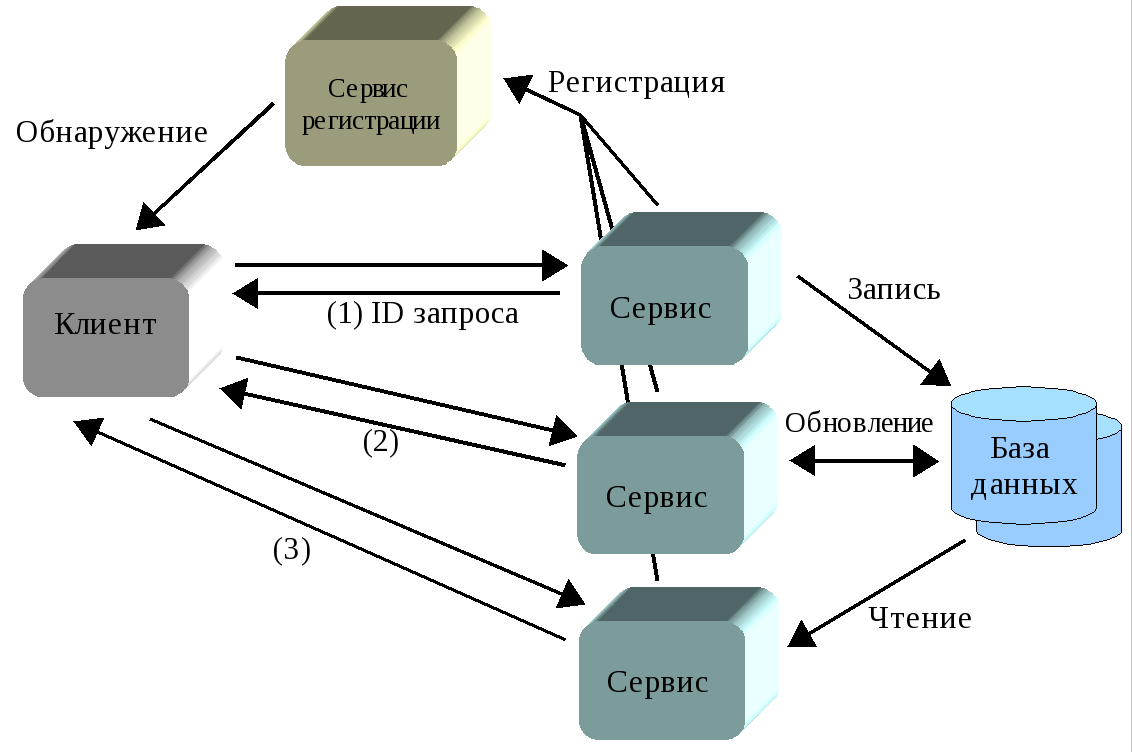 Сервис
регистрации
Регистрация
Обнаружение
Клиент
(1) ID запроса
Сервис
Запись
(2)
Обновление
База
данных
Сервис
(3)
Чтение
Сервис